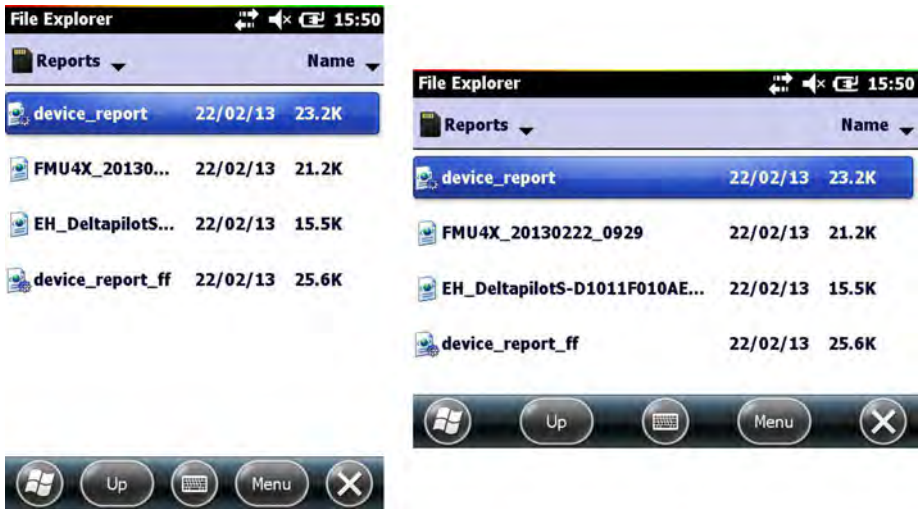 File Explorer 15:50
Reports Name
device_report 22/02/13 23.2K
FMU4X_20130... 22/02/13 21.2K
EH_DeltapilotS... 22/02/13 15.5K
device_report_ff 22/02/13 25.6K
Up Menu
File Explorer 15:50
Reports Name
device_report 22/02/13 23.2K
FMU4X_20130222_0929 22/02/13 21.2K
EH_DeltapilotS-D1011F010AE... 22/02/13 15.5K
device_report_ff 22/02/13 25.6K
Up Menu